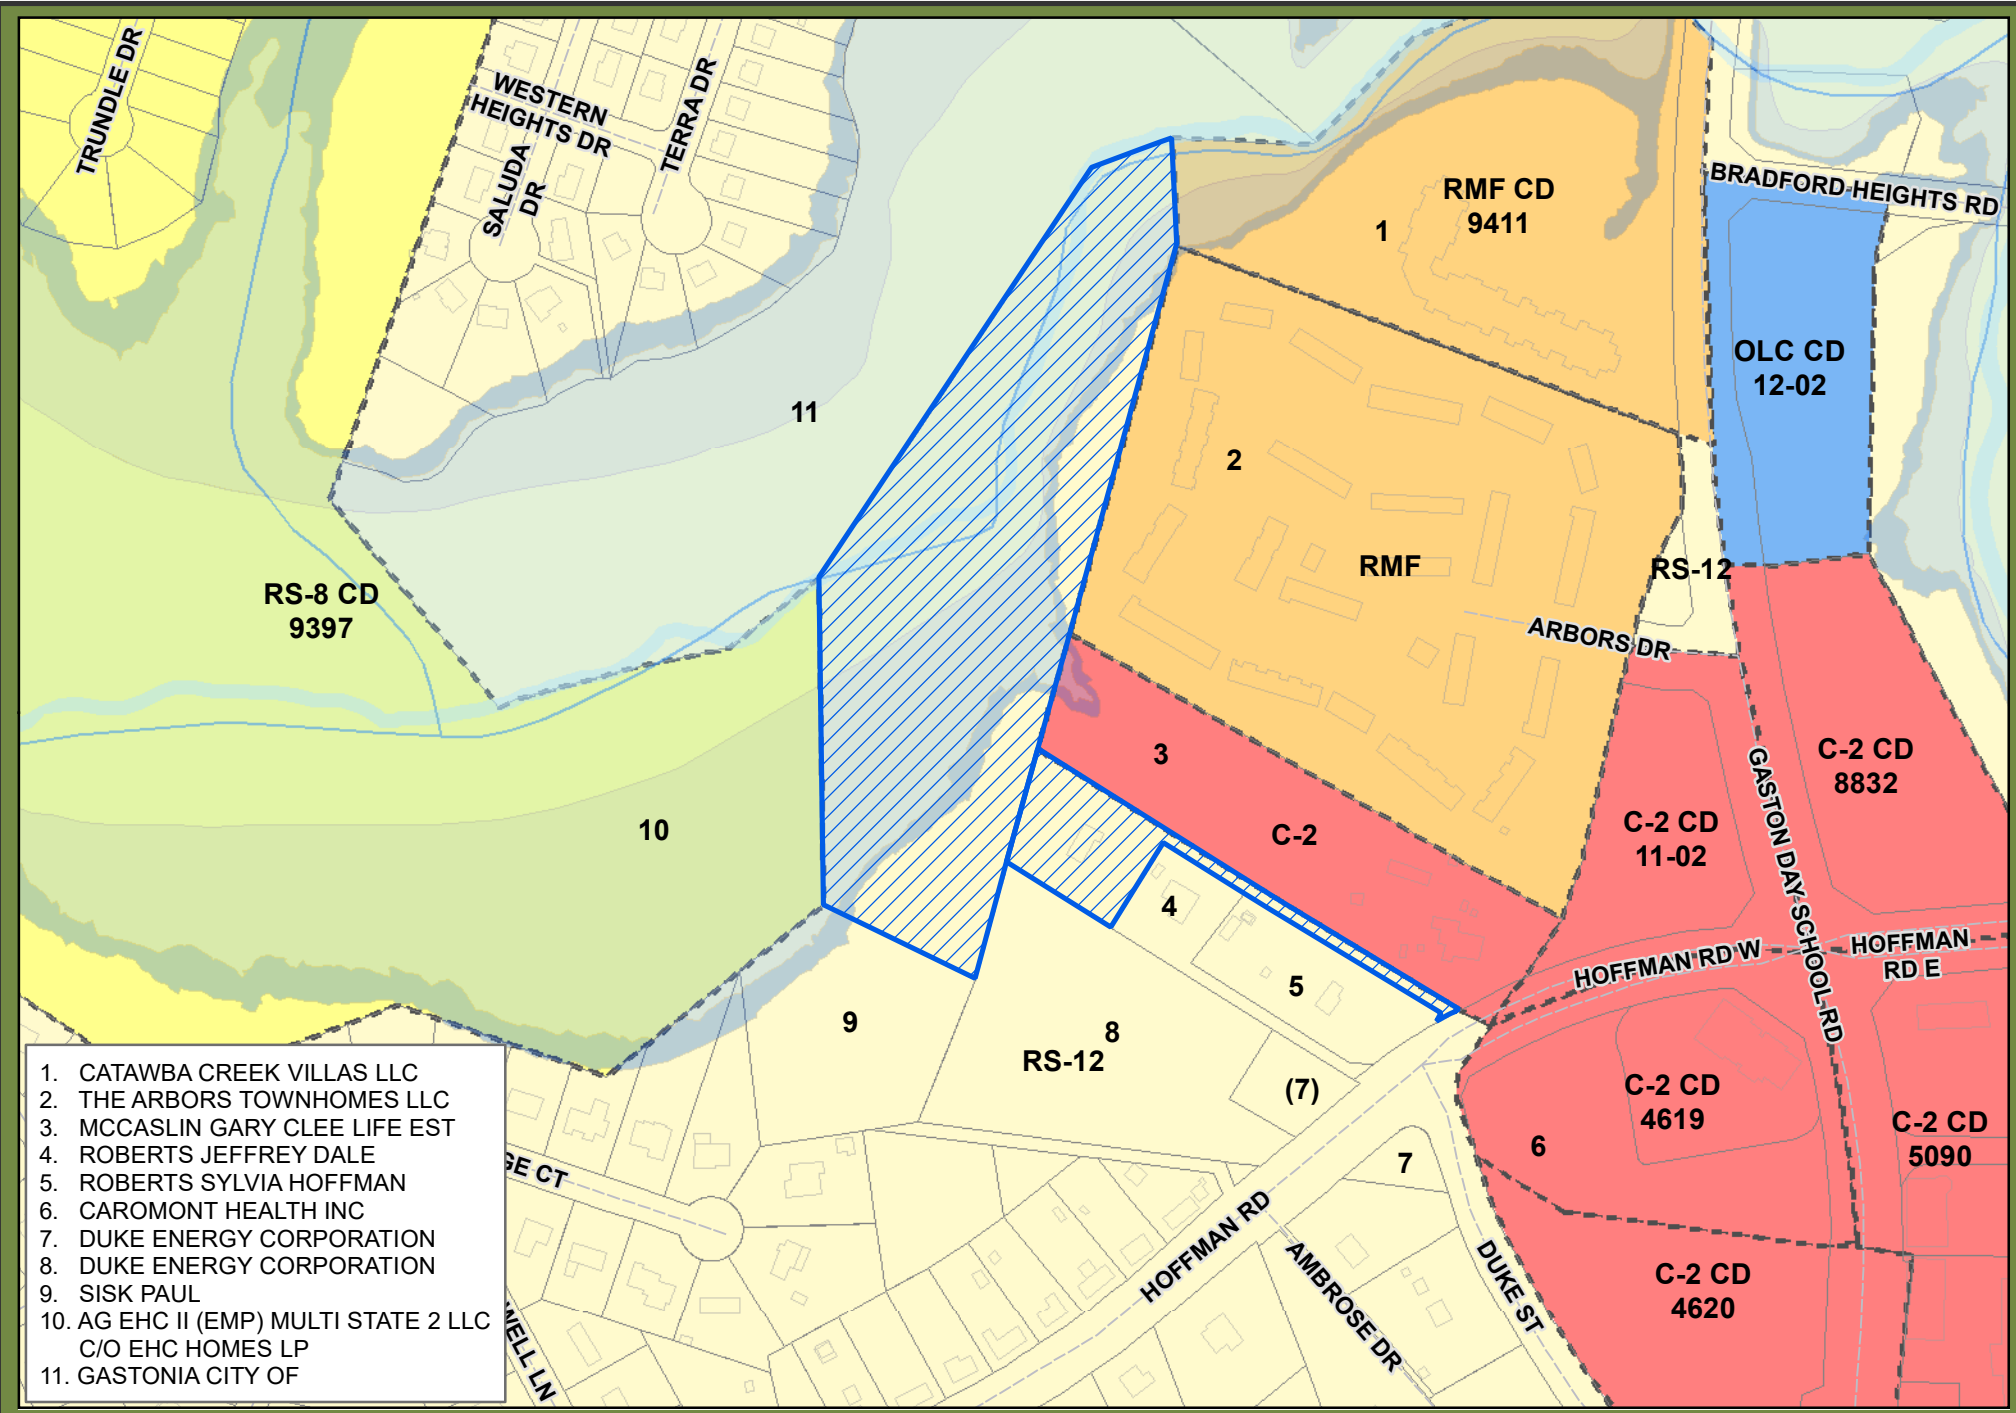 TRUNDLE DR
WESTERN
HEIGHTS DR
TERRA DR
SALUDA
DR
RMF CD
9411
1
BRADFORD HEIGHTS RD
OLC CD
12-02
11
2
RMF
RS-12
ARBORS DR
RS-8 CD
9397
3
C-2
C-2 CD
8832
C-2 CD
11-02
GASTON DAY SCHOOL RD
10
4
HOFFMAN RD W
HOFFMAN
RD E
5
9
8
RS-12
(7)
C-2 CD
4619
6
C-2 CD
5090
7
GE CT
HOFFMAN RD
AMBROSE DR
DUKE ST
C-2 CD
4620
WELL LN
1. CATAWBA CREEK VILLAS LLC
2. THE ARBORS TOWNHOMES LLC
3. MCCASLIN GARY CLEE LIFE EST
4. ROBERTS JEFFREY DALE
5. ROBERTS SYLVIA HOFFMAN
6. CAROMONT HEALTH INC
7. DUKE ENERGY CORPORATION
8. DUKE ENERGY CORPORATION
9. SISK PAUL
10. AG EHC II (EMP) MULTI STATE 2 LLC
C/O EHC HOMES LP
11. GASTONIA CITY OF